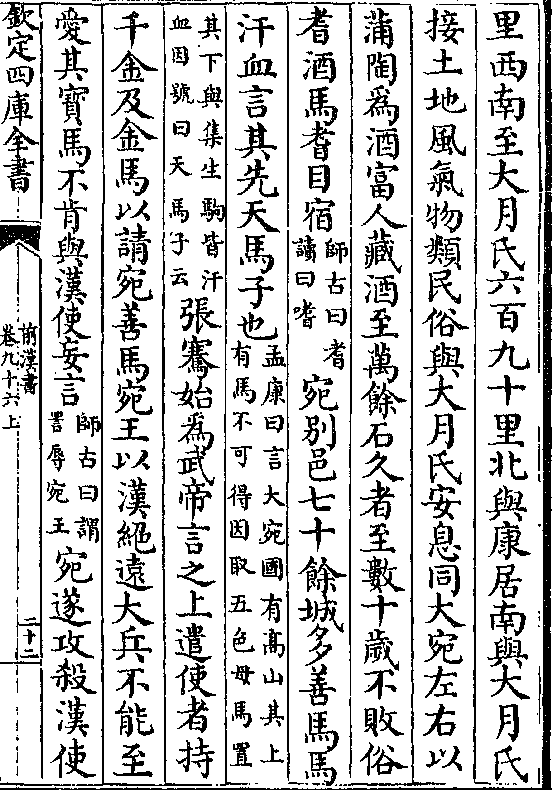 里西南至大月氏六百九十里北與康居南與大月氏
接土地風氣物類民俗與大月氏安息同大宛左右以
蒲陶爲酒富人藏酒至萬餘石久者至數十歲不敗俗
耆酒馬耆目宿師古曰耆讀曰嗜宛别邑七十餘城多善馬馬
汗血言其先天馬子也孟康曰言大宛國有髙山其上有馬不可得因取五色母馬置
其下與集生駒皆汗血因號曰天馬子云張騫始爲武帝言之上遣使者持
千金及金馬以請宛善馬宛王以漢絕遠大兵不能至
愛其寶馬不肯與漢使妄言師古曰謂詈辱宛王宛遂攻殺漢使
欽定四庫全書
前漢書
卷九十六上
二十二